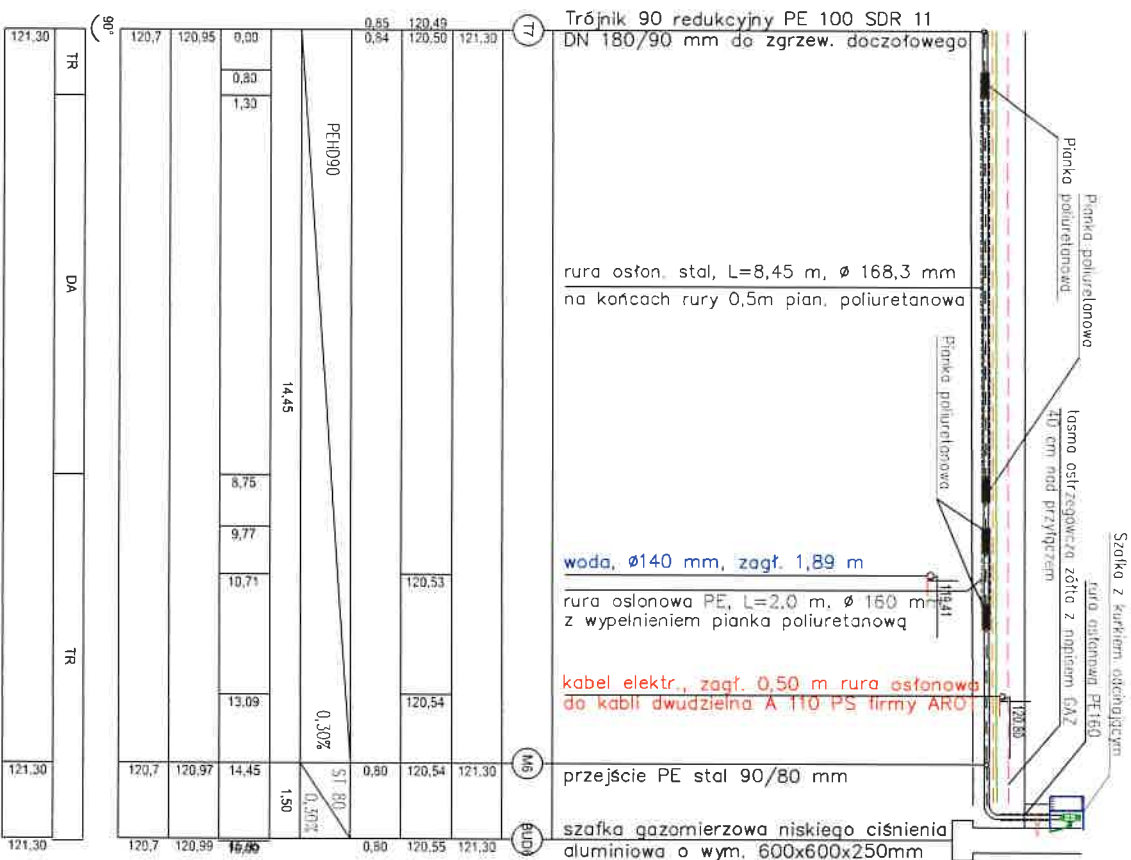 Trójnik 90 redukcyjny PE 100 SDR 11
DN 180/90 mm do zgrzew. doczołowego
Pianka poliuretanowa
Pianka poliuretanowa
rura osłon. stal, L=8,45 m, ø 168,3 mm
na końcach rury 0,5m pian. poliuretanowa
Pianka poliuretanowa
taśma ostrzegawcza żółta z napisem GAZ
40 cm nad przyłączem
Szafka z kurkiem odcinającym
rura osłonowa PE160
woda, ø140 mm, zagł. 1,89 m
119,41
rura osłonowa PE, L=2,0 m, ø 160 mm
z wypełnieniem pianka poliuretanową
kabel elektr., zagł. 0,50 m rura osłonowa
do kabli dwudzielna A 110 PS firmy AROT
120,80
przejście PE stal 90/80 mm
szafka gazomierzowa niskiego ciśnienia
aluminiowa o wym. 600x600x250mm
90°
0,85 120,49
121,30 120,7 120,95 0,00 0,84 120,50 121,30 T7
TR
0,80
1,30
PEHD90
DA
14,45
8,75
9,77
10,71 120,53
TR
13,09 120,54
0,30%
121,30 120,7 120,97 14,45 0,80 120,54 121,30 M6
ST 80
1,50
0,30%
121,30 120,7 120,99 0,80 120,55 121,30 BUD6